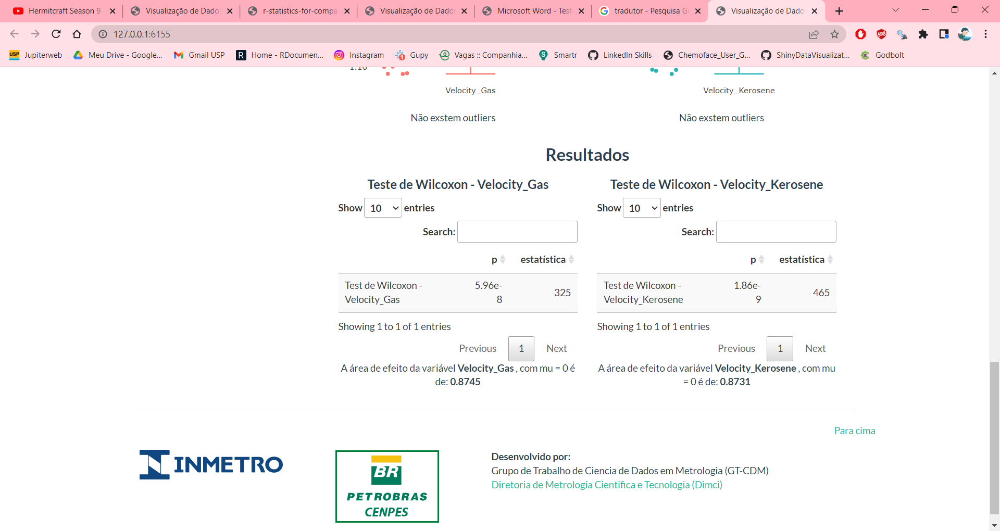 Hermitcraft Season 9
Visualização de Dado
r-statistics-for-compa
Visualização de Dado
Microsoft Word - Test
tradutor - Pesquisa G
Visualização de Dado
127.0.0.1:6155
Jupiterweb
Meu Drive - Google...
Gmail USP
Home - RDocumen...
Instagram
Gupy
Vagas :: Companhia...
Smartr
LinkedIn Skills
Chemoface_User_G...
ShinyDataVisualizat...
Godbolt
Velocity_Gas
Velocity_Kerosene
Não exstem outliers
Não exstem outliers
Resultados
Teste de Wilcoxon - Velocity_Gas
Show 10 entries
Search:
p estatística
Test de Wilcoxon -
Velocity_Gas
5.96e-
8
325
Showing 1 to 1 of 1 entries
Previous 1 Next
A área de efeito da variável Velocity_Gas , com mu = 0 é
de: 0.8745
Teste de Wilcoxon - Velocity_Kerosene
Show 10 entries
Search:
p estatística
Test de Wilcoxon -
Velocity_Kerosene
1.86e-
9
465
Showing 1 to 1 of 1 entries
Previous 1 Next
A área de efeito da variável Velocity_Kerosene , com mu
= 0 é de: 0.8731
Para cima
INMETRO
BR
PETROBRAS
CENPES
Desenvolvido por:
Grupo de Trabalho de Ciencia de Dados em Metrologia (GT-CDM)
Diretoria de Metrologia Cientifica e Tecnologia (Dimci)